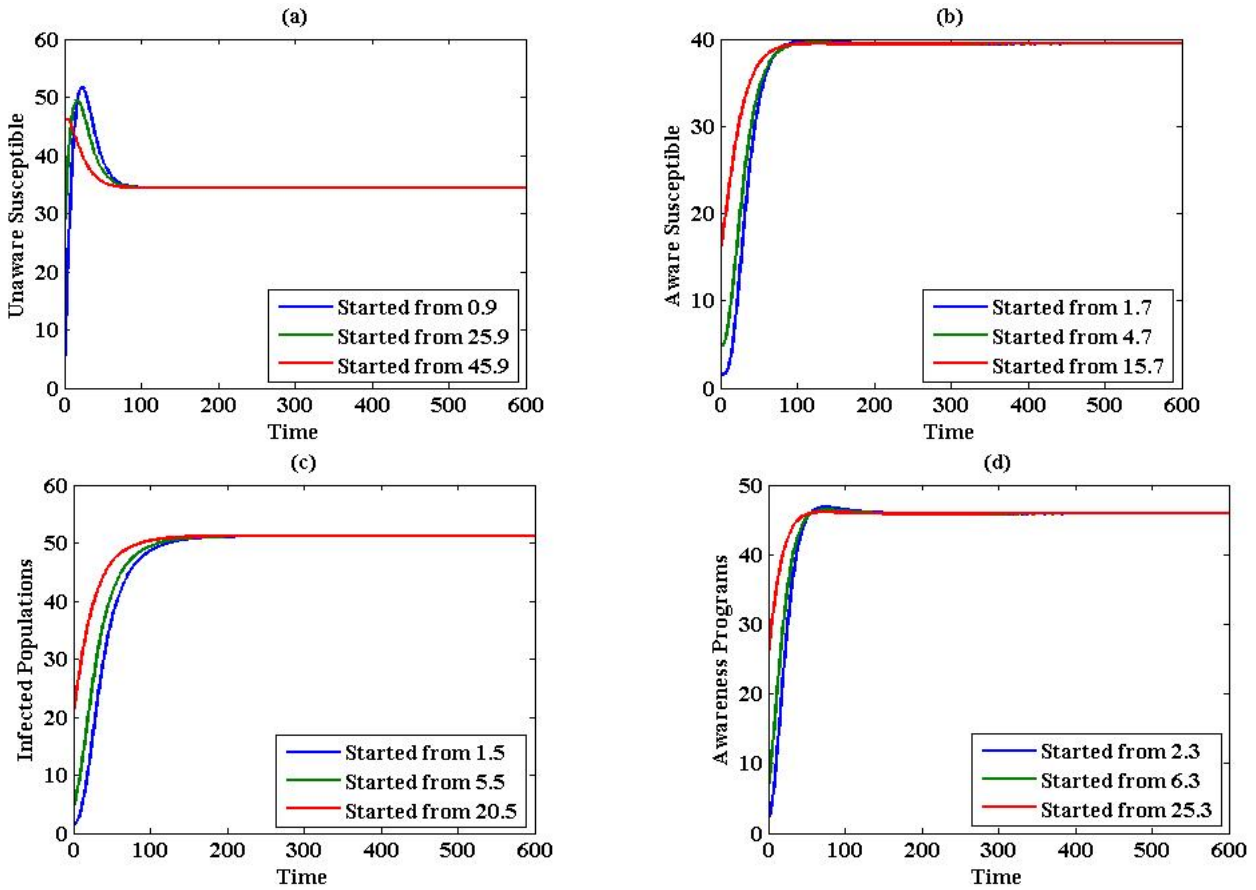 (a)
60
50
40
30
20
10
0
Unaware Susceptible
Started from 0.9
Started from 25.9
Started from 45.9
0 100 200 300 400 500 600
Time
(b)
40
30
20
10
0
Aware Susceptible
Started from 1.7
Started from 4.7
Started from 15.7
0 100 200 300 400 500 600
Time
(c)
60
50
40
30
20
10
0
Infected Populations
Started from 1.5
Started from 5.5
Started from 20.5
0 100 200 300 400 500 600
Time
(d)
50
40
30
20
10
0
Awareness Programs
Started from 2.3
Started from 6.3
Started from 25.3
0 100 200 300 400 500 600
Time